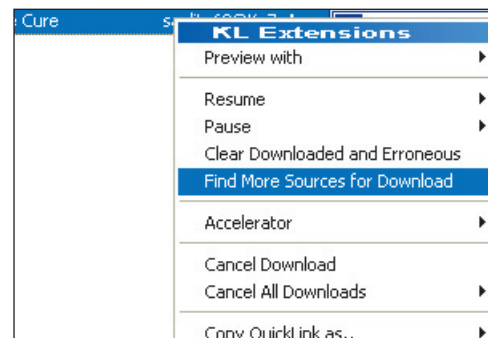 Cure
KL Extensions
Preview with
Resume
Pause
Clear Downloaded and Erroneous
Find More Sources for Download
Accelerator
Cancel Download
Cancel All Downloads
Copy QuickLink as..